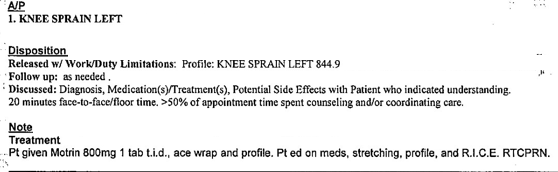 A/P
1. KNEE SPRAIN LEFT
Disposition
Released w/ Work/Duty Limitations: Profile: KNEE SPRAIN LEFT 844.9
Follow up: as needed .
Discussed: Diagnosis, Medication(s)/Treatment(s), Potential Side Effects with Patient who indicated understanding.
20 minutes face-to-face/floor time. >50% of appointment time spent counseling and/or coordinating care.
Note
Treatment
Pt given Motrin 800mg 1 tab t.i.d., ace wrap and profile. Pt ed on meds, stretching, profile, and R.I.C.E. RTCPRN.